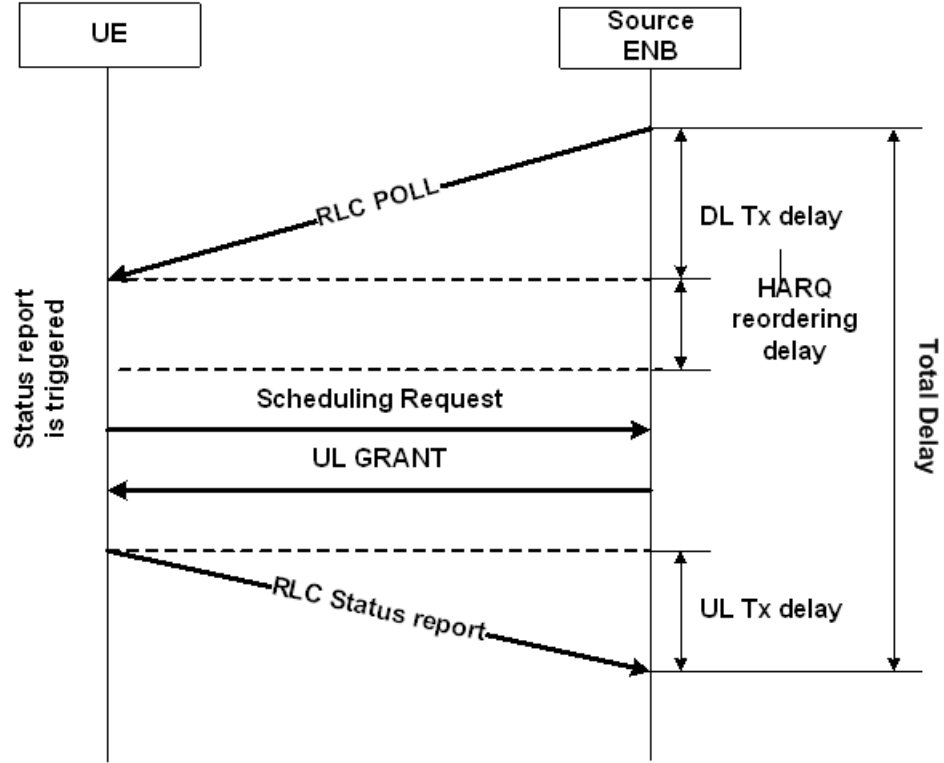 UE
Source
ENB
RLC POLL
DL Tx delay
HARQ
reordering
delay
Status report
is triggered
Scheduling Request
UL GRANT
Total Delay
RLC Status report
UL Tx delay